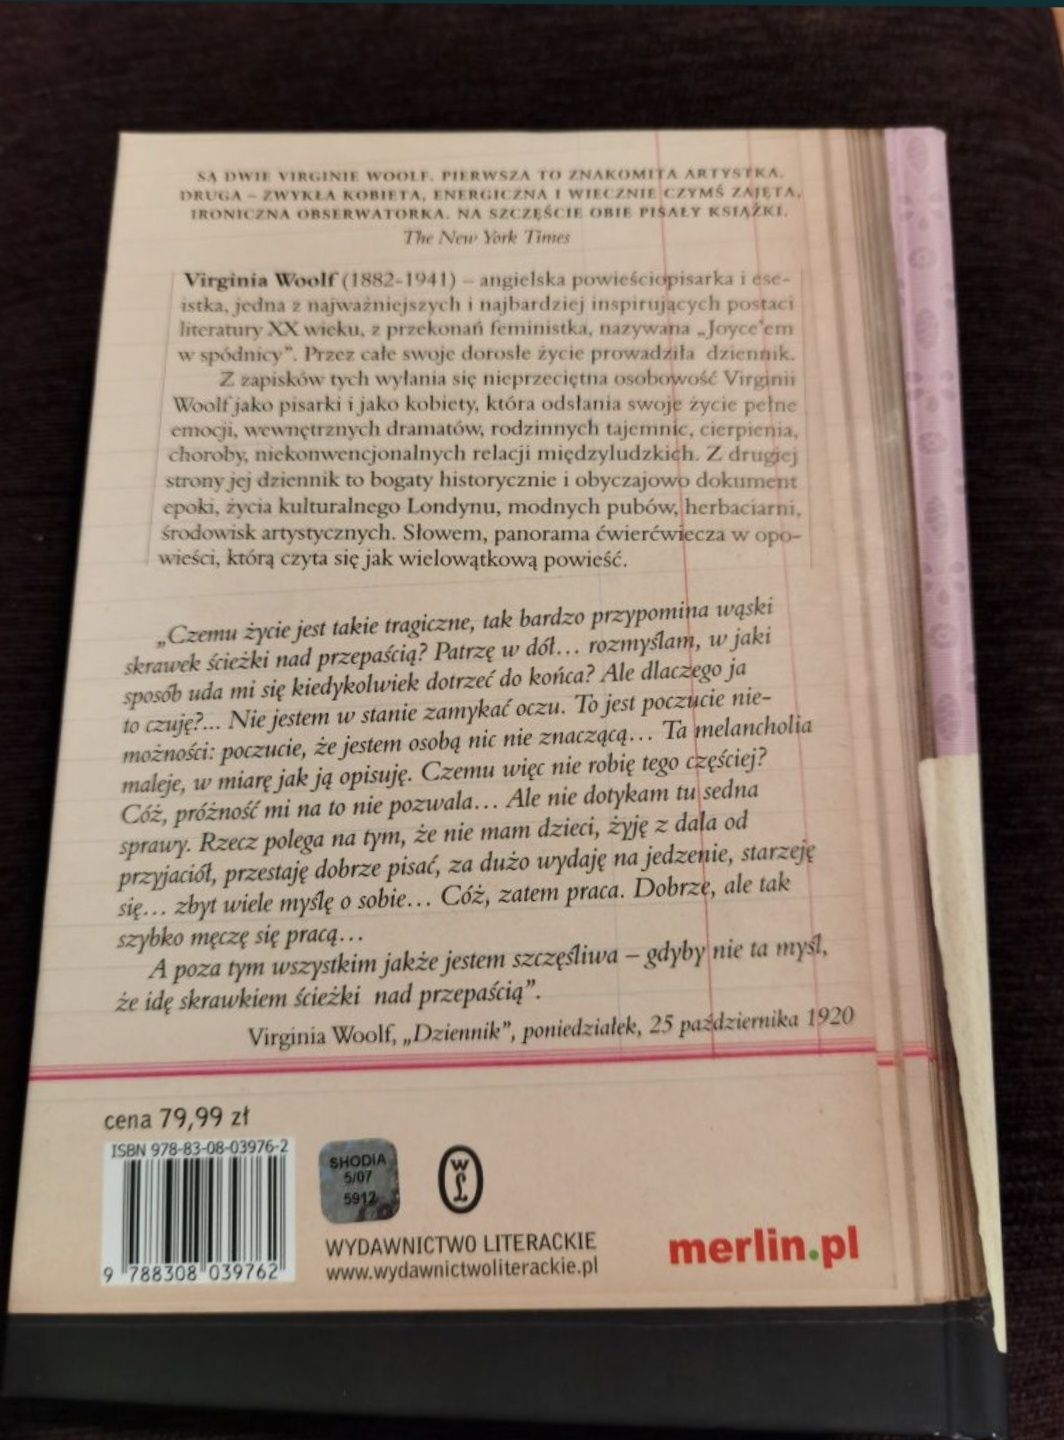 SĄ DWIE VIRGINIE WOOLF. PIERWSZA TO ZNAKOMITA ARTYSTKA.
DRUGA – ZWYKŁA KOBIETA, ENERGICZNA I WIECZNIE CZYMŚ ZAJĘTA,
IRONICZNA OBSERWATORKA. NA SZCZĘŚCIE OBIE PISAŁY KSIĄŻKI.
The New York Times
Virginia Woolf (1882-1941) – angielska powieściopisarka i ese-
istka, jedna z najważniejszych i najbardziej inspirujących postaci
literatury XX wieku, z przekonań feministka, nazywana „Joyce'em
w spódnicy". Przez całe swoje dorosłe życie prowadziła dziennik.
Z zapisków tych wyłania się nieprzeciętna osobowość Virginii
Woolf jako pisarki i jako kobiety, która odsłania swoje życie pełne
emocji, wewnętrznych dramatów, rodzinnych tajemnic, cierpienia,
choroby, niekonwencjonalnych relacji międzyludzkich. Z drugiej
strony jej dziennik to bogaty historycznie i obyczajowo dokument
epoki, życia kulturalnego Londynu, modnych pubów, herbaciarni,
środowisk artystycznych. Słowem, panorama ćwierćwiecza w opo-
wieści, którą czyta się jak wielowątkową powieść.
„Czemu życie jest takie tragiczne, tak bardzo przypomina wąski
skrawek ścieżki nad przepaścią? Patrzę w dół... rozmyślam, w jaki
sposób uda mi się kiedykolwiek dotrzeć do końca? Ale dlaczego ja
to czuję?... Nie jestem w stanie zamykać oczu. To jest poczucie nie-
możności: poczucie, że jestem osobą nic nie znaczącą... Ta melancholia
maleje, w miarę jak ją opisuję. Czemu więc nie robię tego częściej?
Cóż, próżność mi na to nie pozwala... Ale nie dotykam tu sedna
sprawy. Rzecz polega na tym, że nie mam dzieci, żyję z dala od
przyjaciół, przestaję dobrze pisać, za dużo wydaję na jedzenie, starzeję
się... zbyt wiele myślę o sobie... Cóż, zatem praca. Dobrze, ale tak
szybko męczę się pracą...
A poza tym wszystkim jakże jestem szczęśliwa – gdyby nie ta myśl,
że idę skrawkiem ścieżki nad przepaścią".
Virginia Woolf, „Dziennik", poniedziałek, 25 października 1920
cena 79,99 zł
ISBN 978-83-08-03976-2
9 788308 039762
SHODIA
5/07
5912
WYDAWNICTWO LITERACKIE
www.wydawnictwoliterackie.pl
merlin.pl